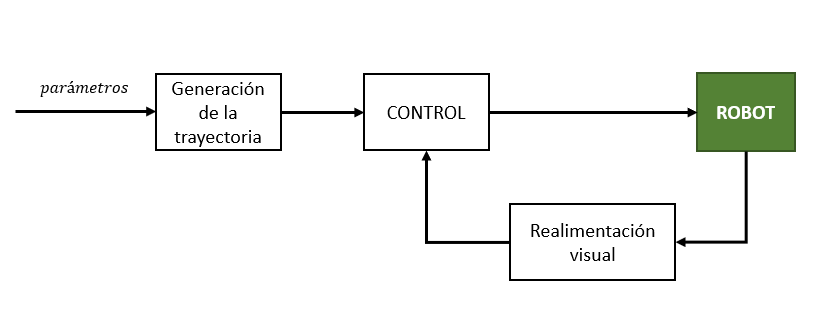 parámetros
Generación
de la
trayectoria
CONTROL
ROBOT
Realimentación
visual